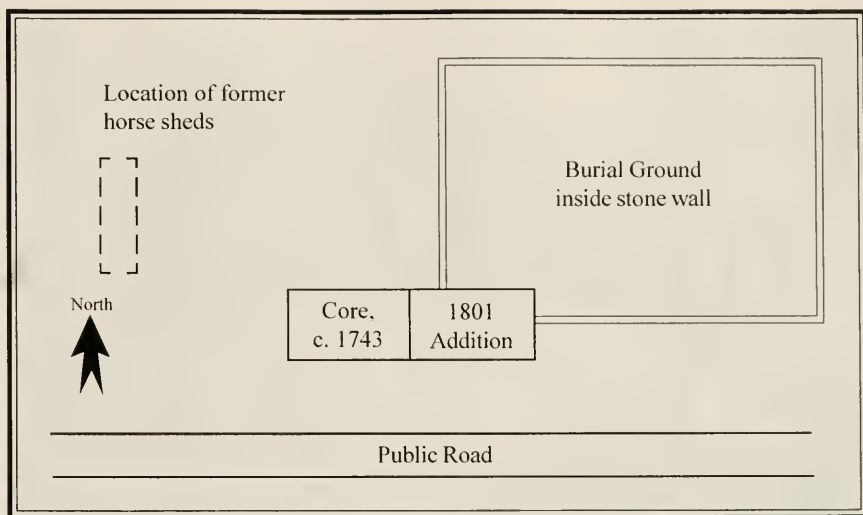 Location of former
horse sheds
Burial Ground
inside stone wall
North
Core,
c. 1743
1801
Addition
Public Road